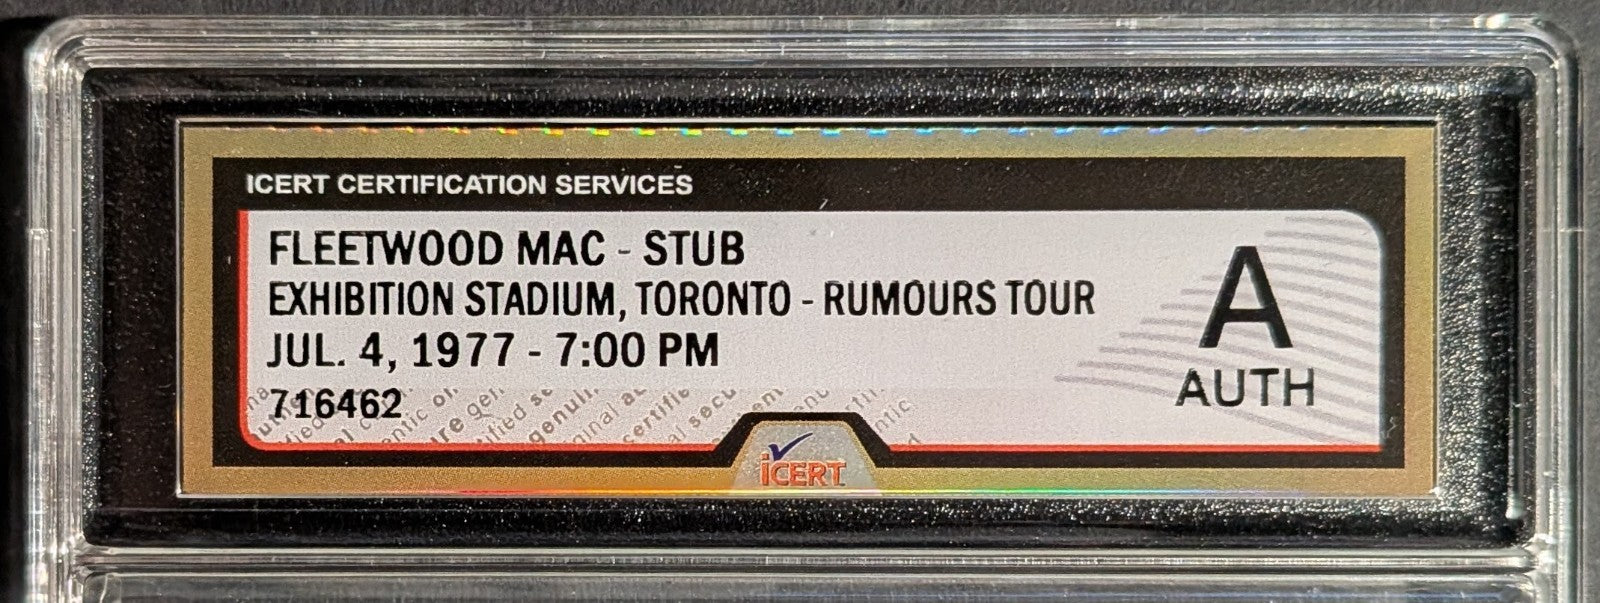 ICERT CERTIFICATION SERVICES
FLEETWOOD MAC - STUB
EXHIBITION STADIUM, TORONTO - RUMOURS TOUR
JUL. 4, 1977 - 7:00 PM
716462
A
AUTH
iCERT